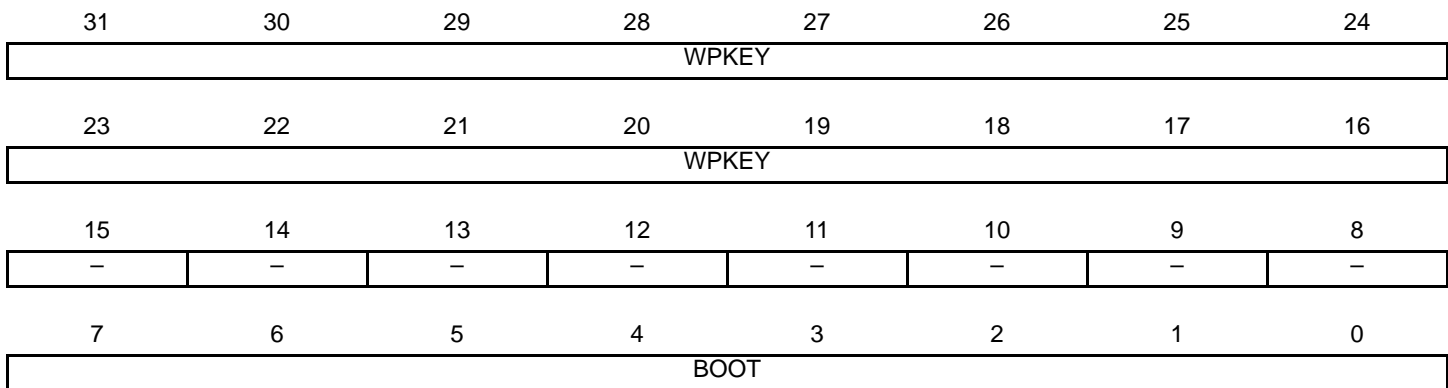 31 30 29 28 27 26 25 24
WPKEY
23 22 21 20 19 18 17 16
WPKEY
15 14 13 12 11 10 9 8
– – – – – – – –
7 6 5 4 3 2 1 0
BOOT